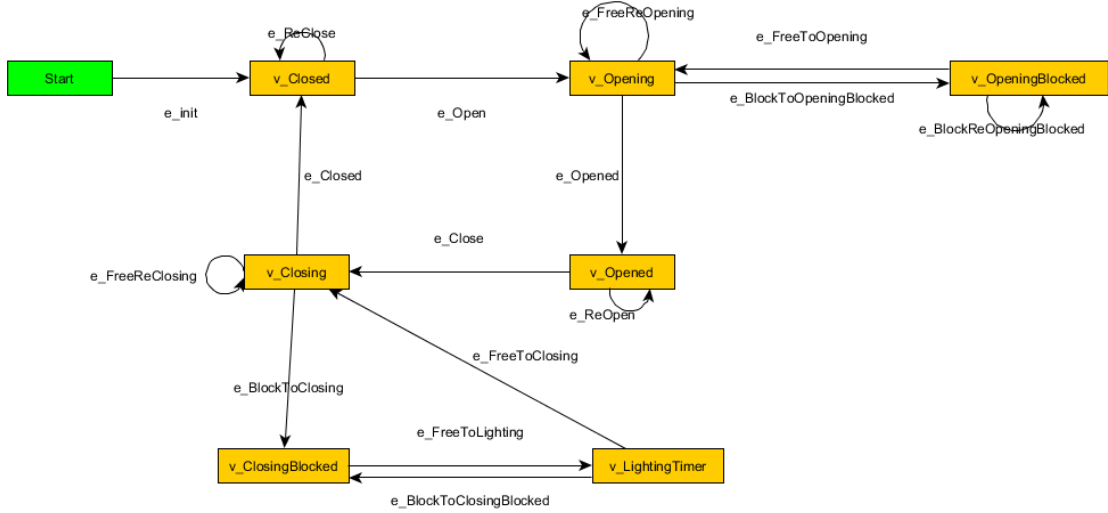 e_FreeReOpening
e_ReClose
e_FreeToOpening
Start
v_Closed
v_Opening
v_OpeningBlocked
e_init
e_Open
e_BlockToOpeningBlocked
e_BlockReOpeningBlocked
e_Closed
e_Opened
e_Close
e_FreeReClosing
v_Closing
v_Opened
e_ReOpen
e_FreeToClosing
e_BlockToClosing
e_FreeToLighting
v_ClosingBlocked
v_LightingTimer
e_BlockToClosingBlocked